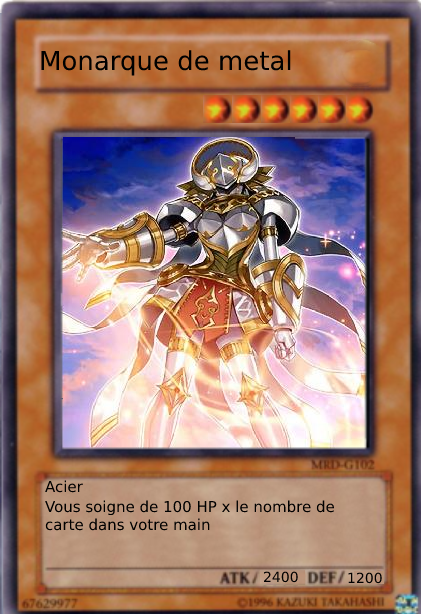 Monarque de metal
MRD-G102
Acier
Vous soigne de 100 HP x le nombre de
carte dans votre main
ATK/ 2400 DEF/ 1200
67629977 ©1996 KAZUKI TAKAHASHI